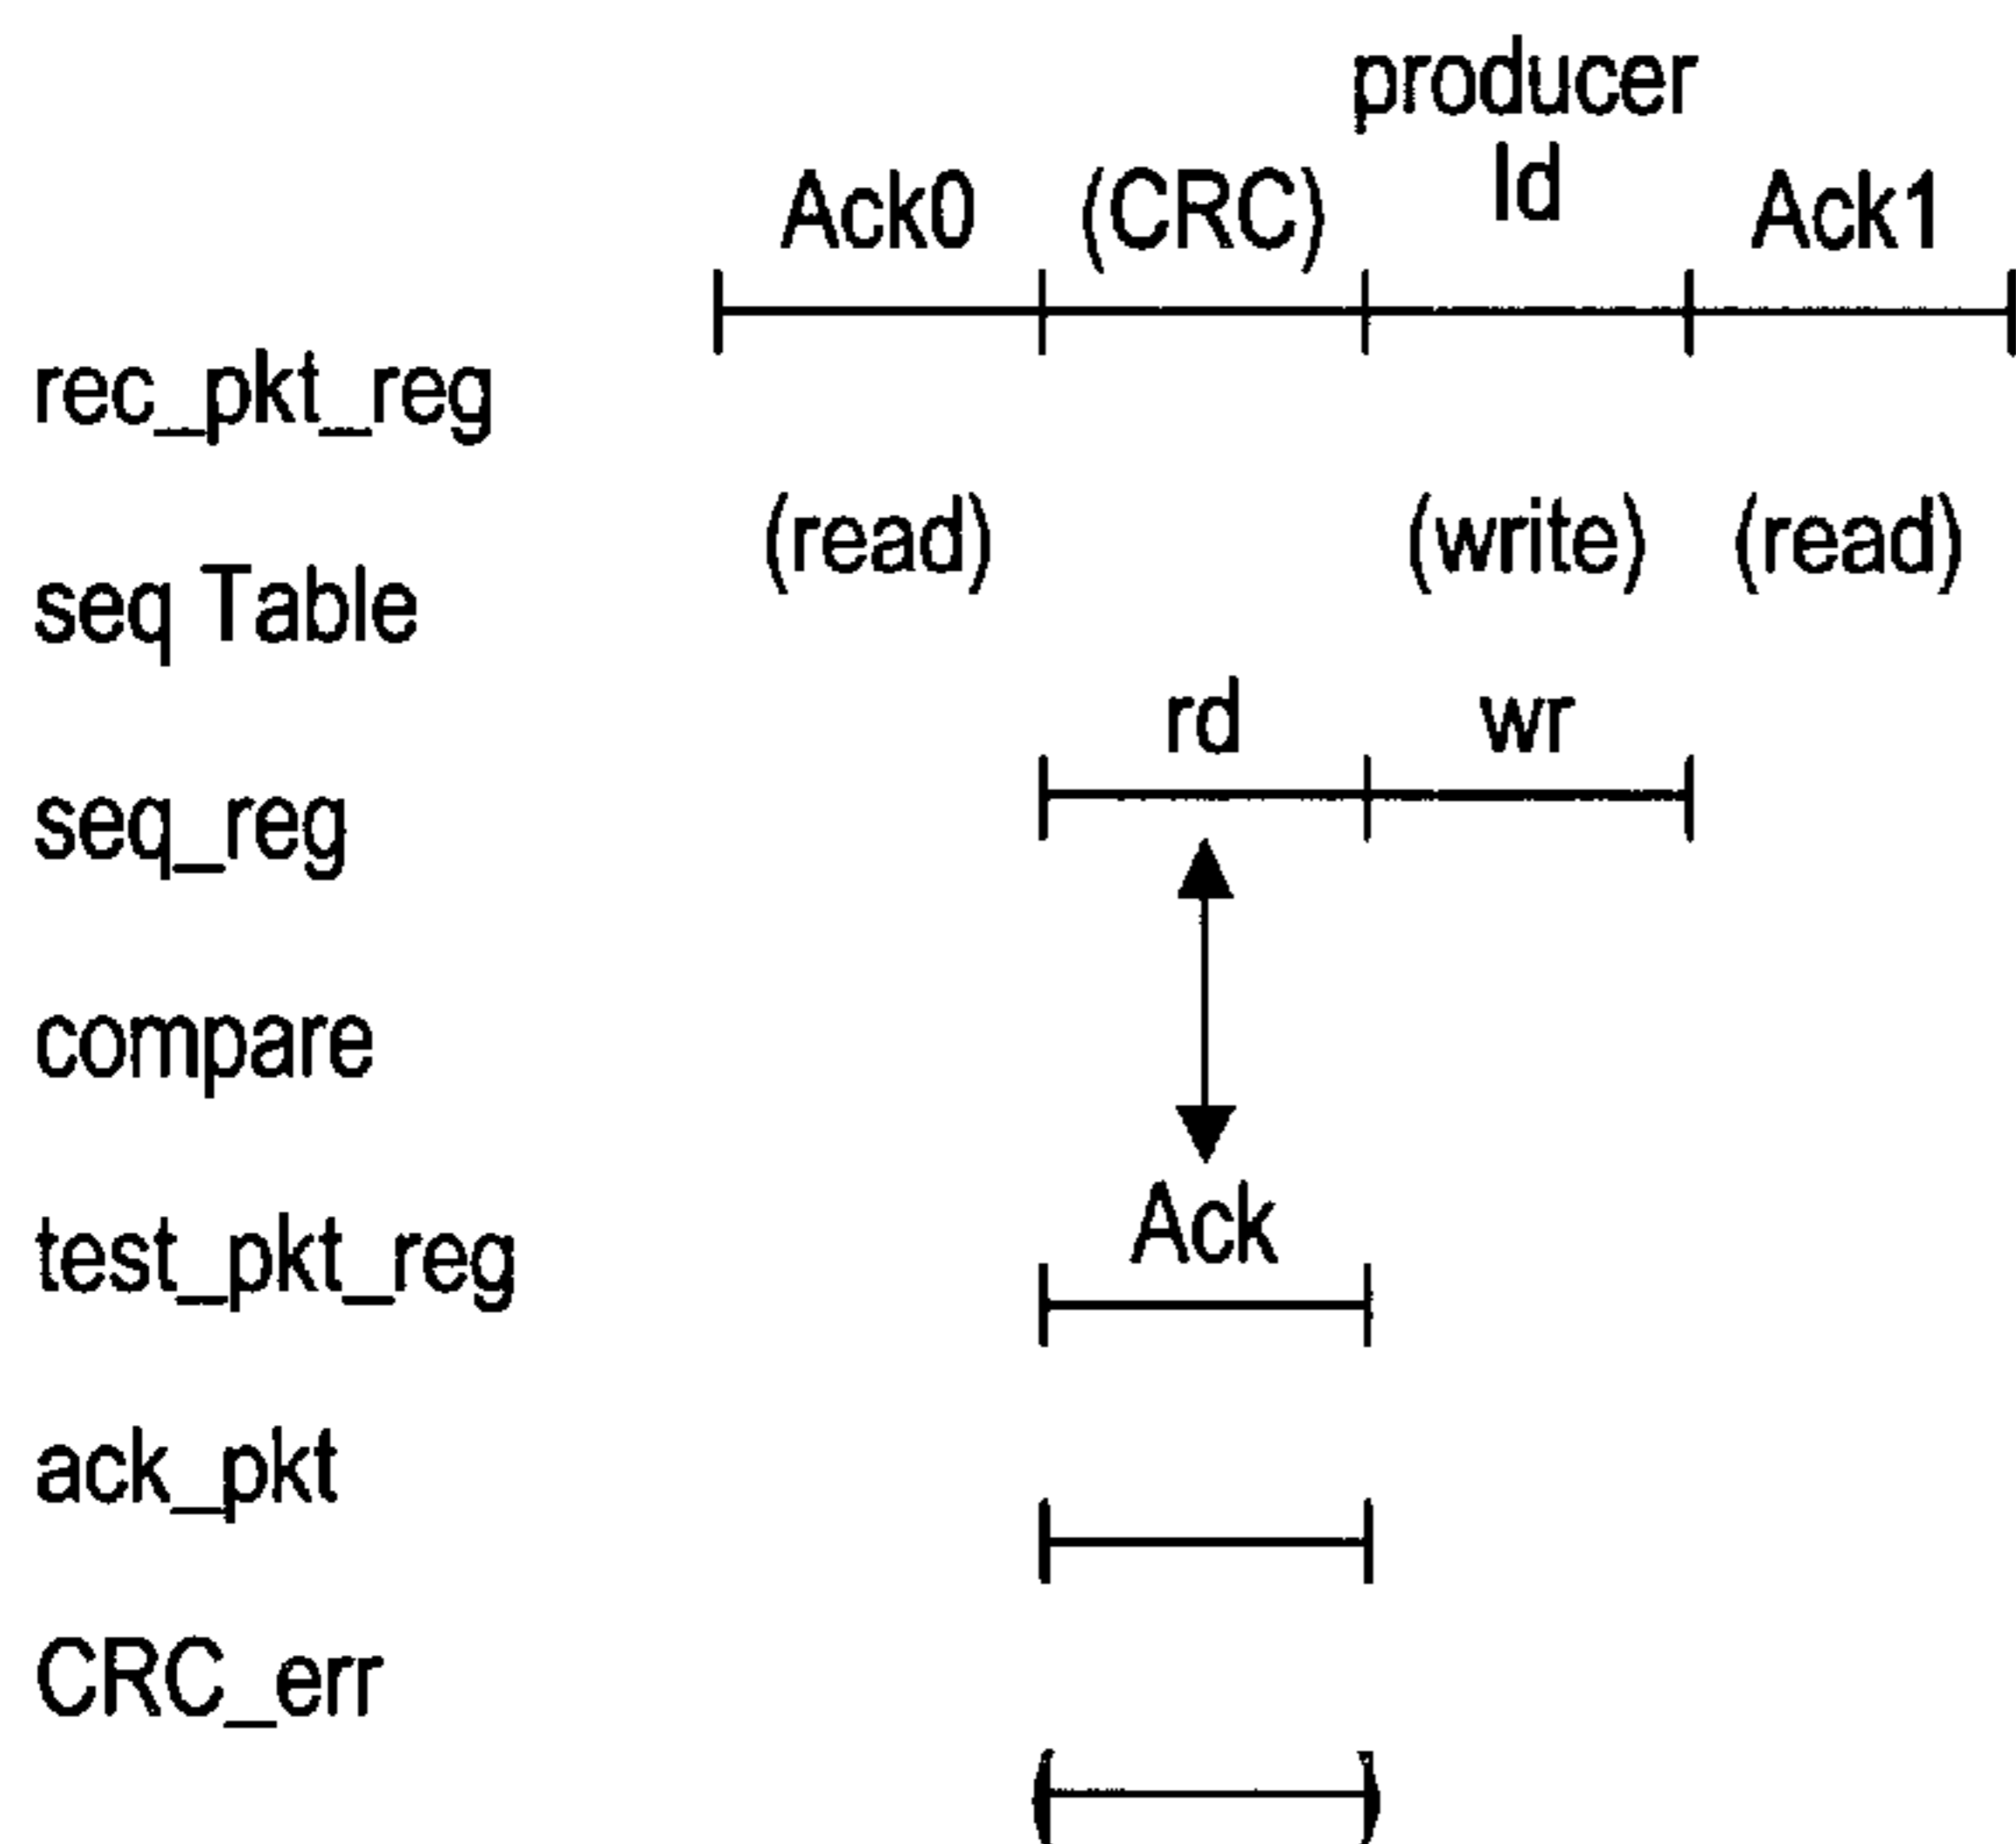 producer
Ack0 (CRC) Id Ack1
rec_pkt_reg
(read) (write) (read)
seq Table
rd wr
seq_reg
compare
Ack
test_pkt_reg
ack_pkt
CRC_err